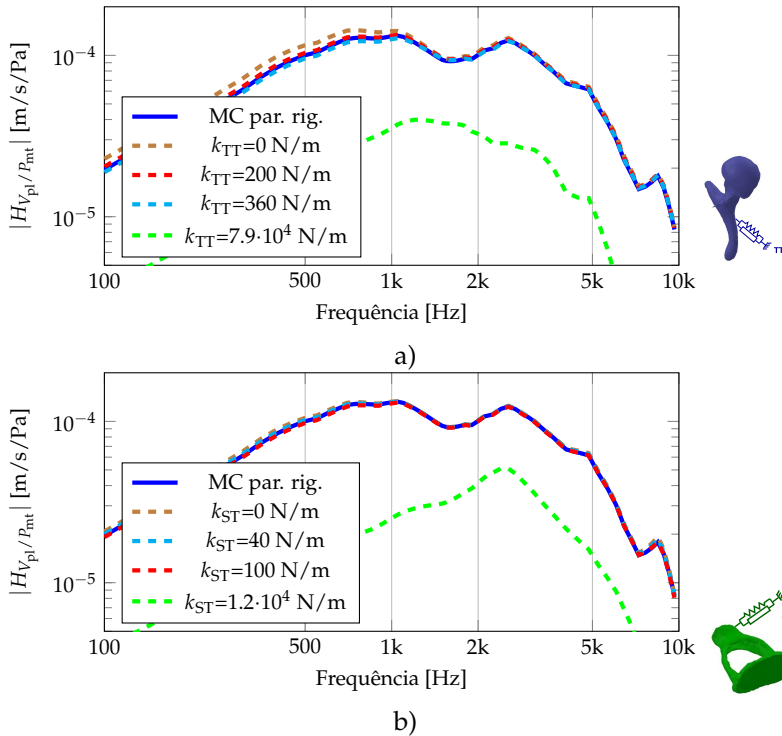 10⁻⁴
10⁻⁵
|H_{V_pl/P_mt}| [m/s/Pa]
MC par. rig.
k_TT=0 N/m
k_TT=200 N/m
k_TT=360 N/m
k_TT=7.9·10⁴ N/m
100 500 1k 2k 5k 10k
Frequência [Hz]
TT
a)
10⁻⁴
10⁻⁵
|H_{V_pl/P_mt}| [m/s/Pa]
MC par. rig.
k_ST=0 N/m
k_ST=40 N/m
k_ST=100 N/m
k_ST=1.2·10⁴ N/m
100 500 1k 2k 5k 10k
Frequência [Hz]
b)